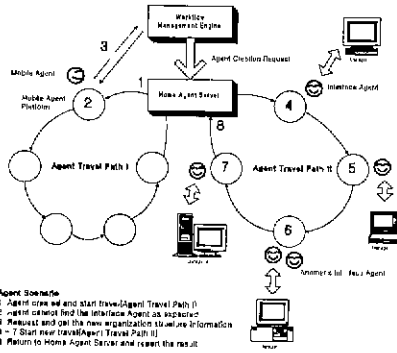 Workflow
Management Engine
3
Agent Creation Request
Mobile Agent
1
Home Agent Server
Mobile Agent
Platform
2
4
Interface Agent
8
Agent Travel Path I
7
Agent Travel Path II
5
6
Agent
Agent Scenario
1 Agent created and start travel(Agent Travel Path I)
2 Agent cannot find the Interface Agent as expected
3 Request and get the new organization structure information
4 - 7 Start new travel(Agent Travel Path II)
8 Return to Home Agent Server and report the result